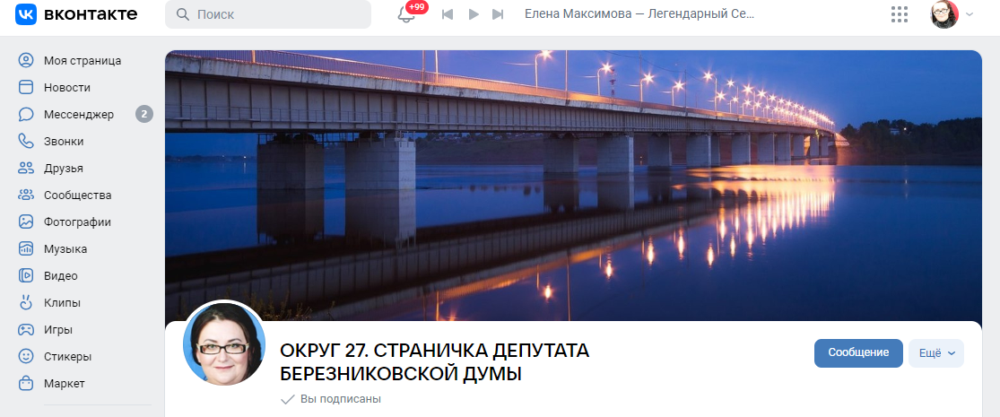 вконтакте
Поиск
+99
Елена Максимова — Легендарный Се...
Моя страница
Новости
Мессенджер 2
Звонки
Друзья
Сообщества
Фотографии
Музыка
Видео
Клипы
Игры
Стикеры
Маркет
ОКРУГ 27. СТРАНИЧКА ДЕПУТАТА
БЕРЕЗНИКОВСКОЙ ДУМЫ
Вы подписаны
Сообщение
Ещё